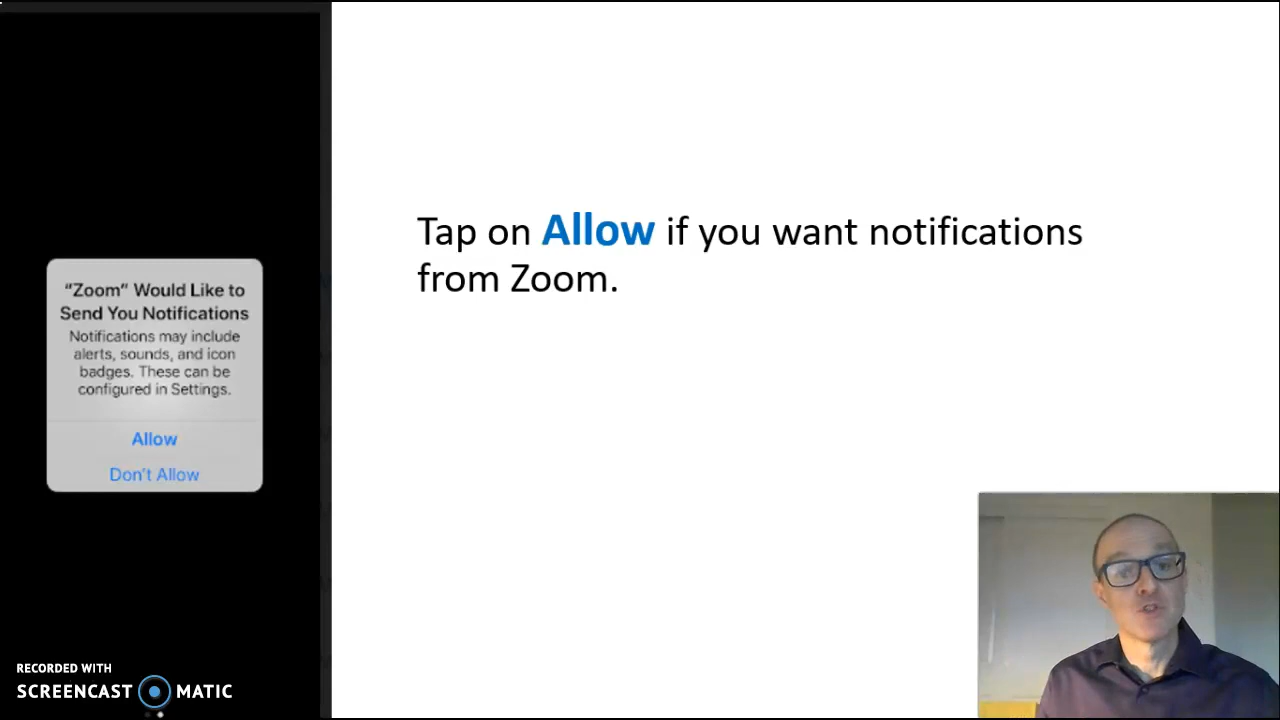 Tap on Allow if you want notifications
from Zoom.
“Zoom” Would Like to
Send You Notifications
Notifications may include
alerts, sounds, and icon
badges. These can be
configured in Settings.
Allow
Don't Allow
RECORDED WITH
SCREENCAST MATIC